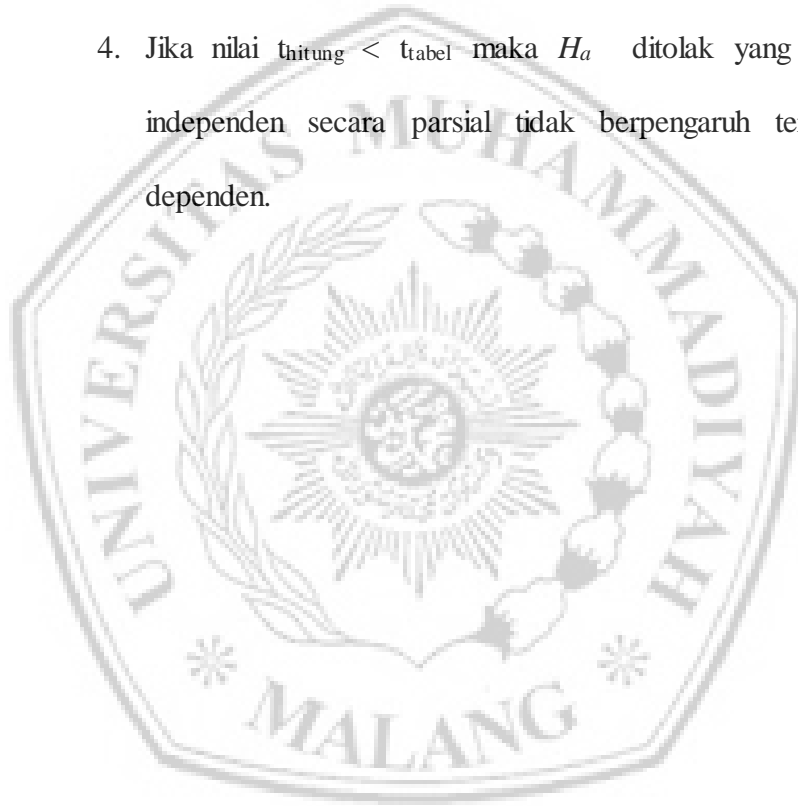 4. Jika nilai thitung < ttabel maka Ha ditolak yang
independen secara parsial tidak berpengaruh te
dependen.
UNIVERSITAS MUHAMMADIYAH
MALANG